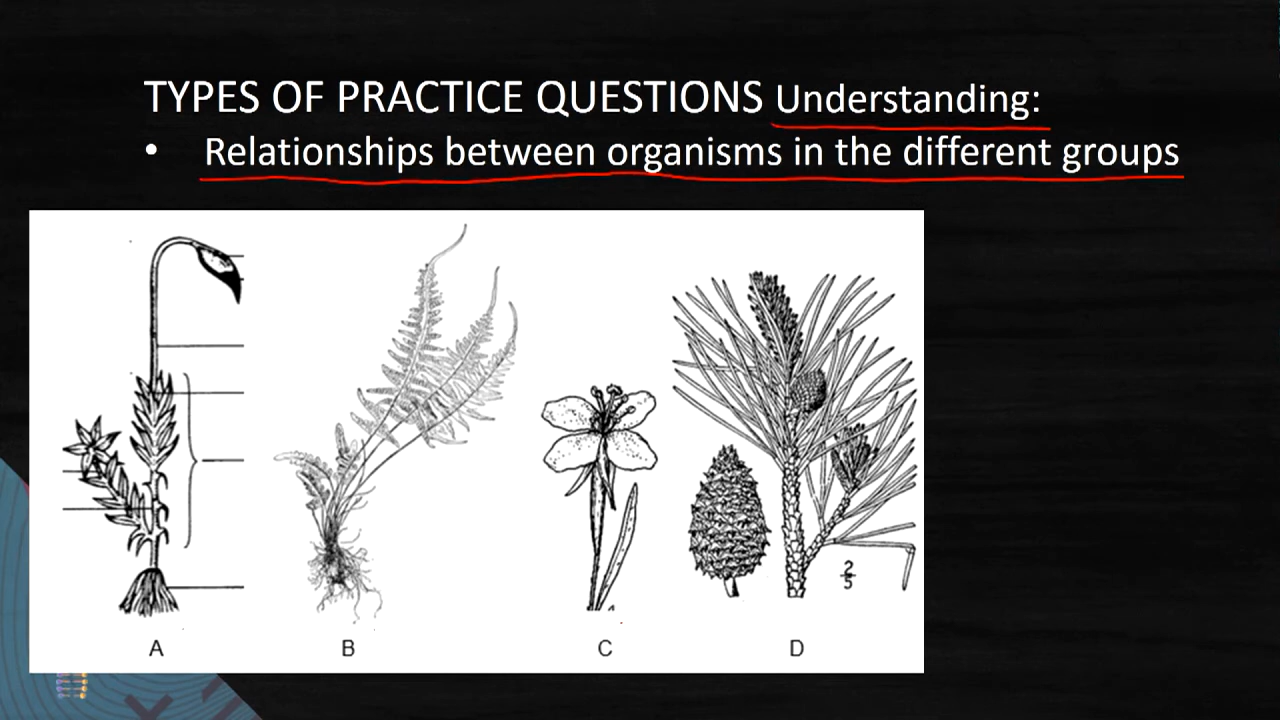 TYPES OF PRACTICE QUESTIONS Understanding:
• Relationships between organisms in the different groups
2
5
A B C D